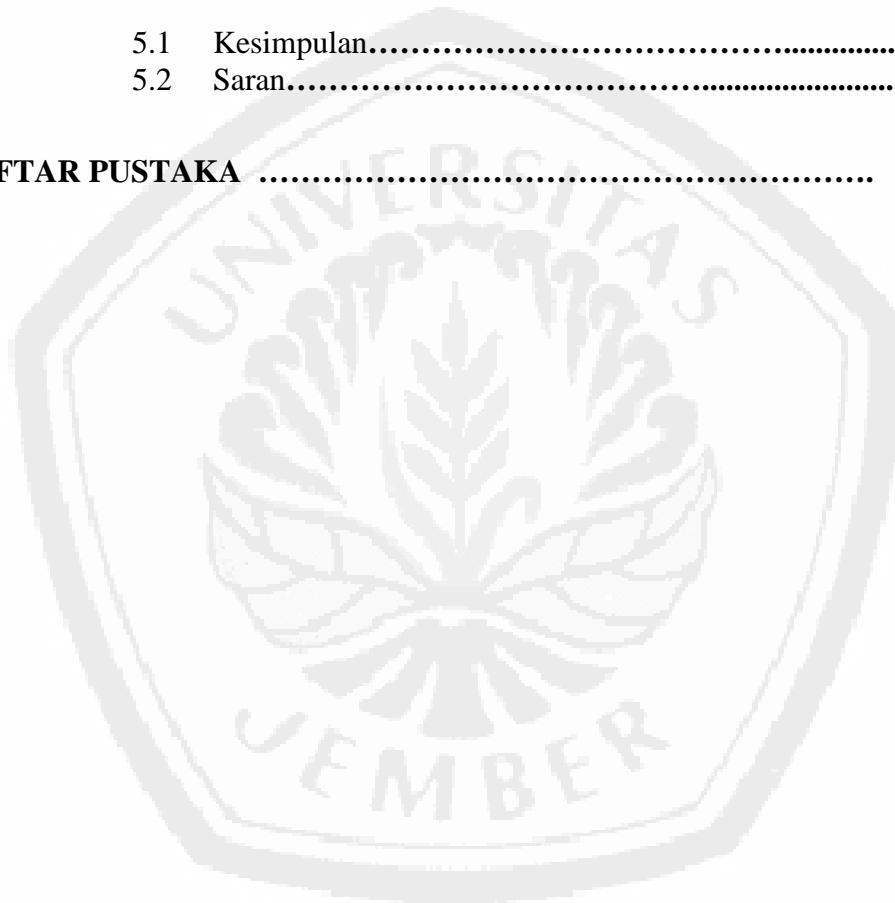 5.1 Kesimpulan……………………………………….................
5.2 Saran………………………………………............................
FTAR PUSTAKA …………………………………………………………….
UNIVERSITAS
JEMBER